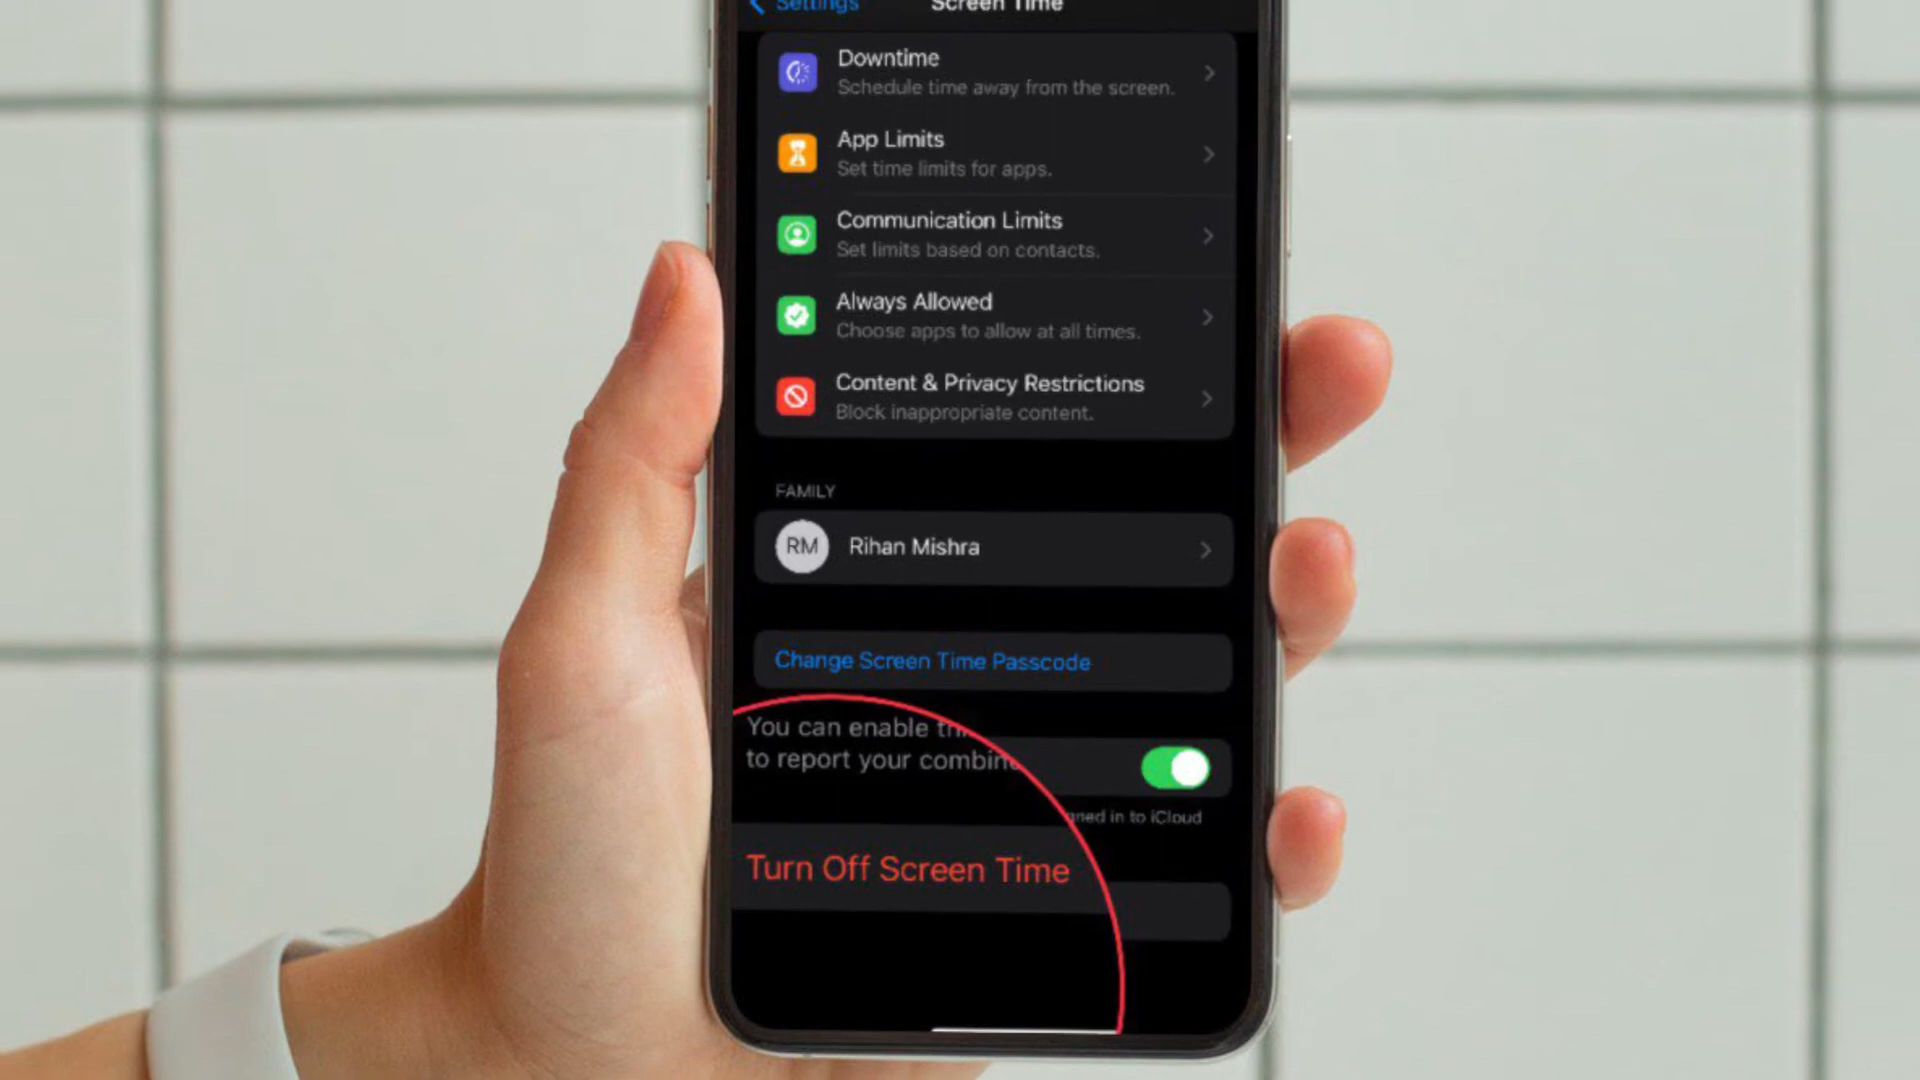 Settings
Screen Time
Downtime
Schedule time away from the screen.
App Limits
Set time limits for apps.
Communication Limits
Set limits based on contacts.
Always Allowed
Choose apps to allow at all times.
Content & Privacy Restrictions
Block inappropriate content.
FAMILY
RM
Rihan Mishra
Change Screen Time Passcode
You can enable
to report your
in to iCloud
Turn Off Screen Time